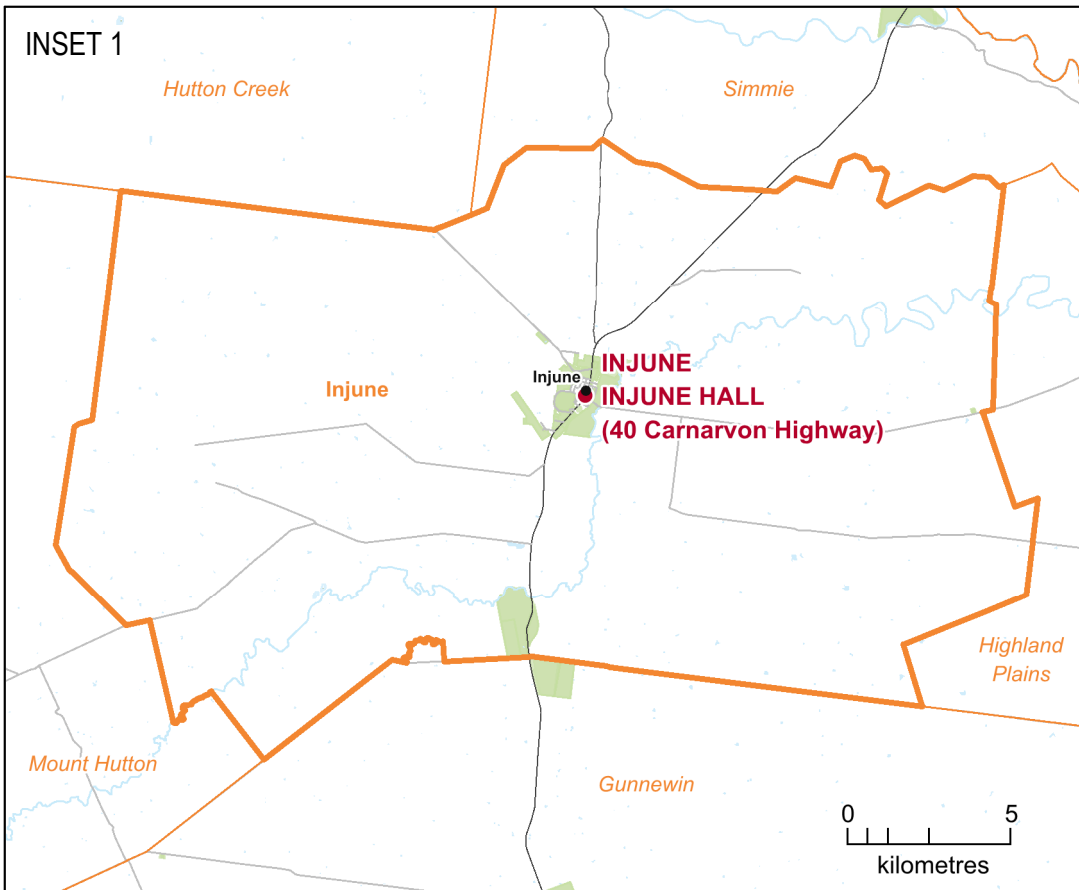 INSET 1
Hutton Creek
Simmie
Injune
INJUNE
INJUNE HALL
(40 Carnarvon Highway)
Injune
Highland
Plains
Mount Hutton
Gunnewin
0 5
kilometres